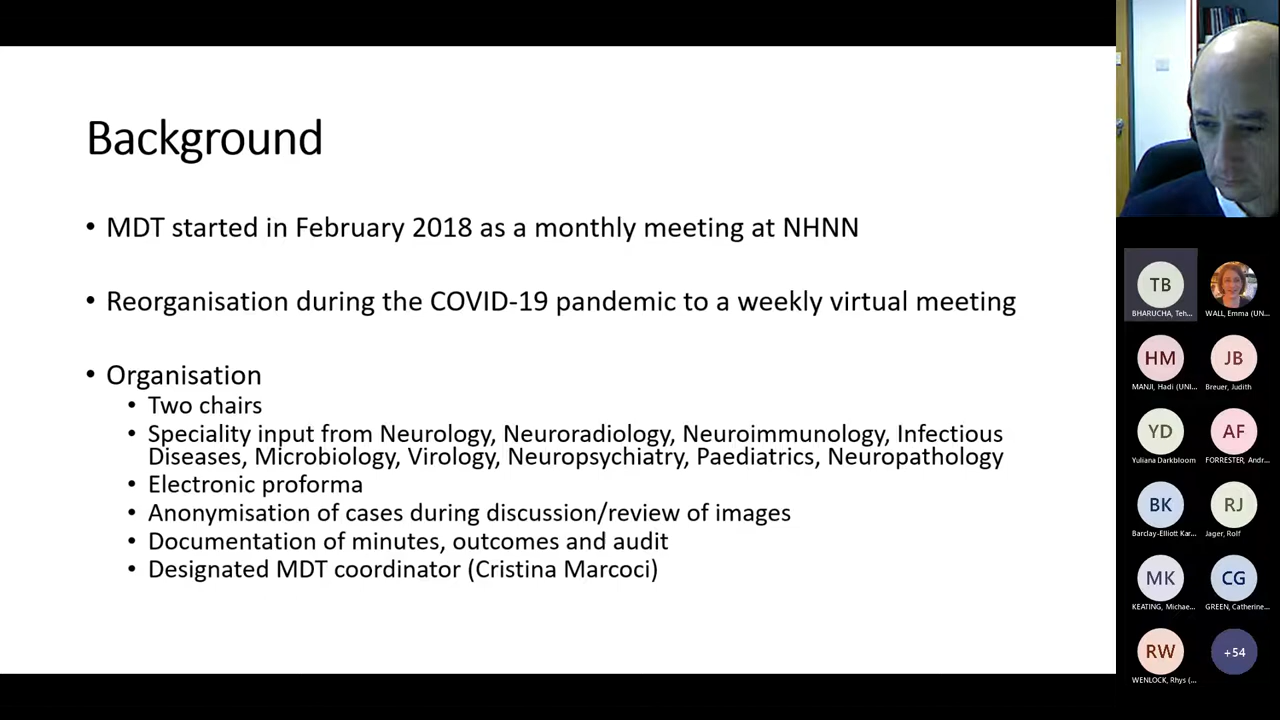 Background
• MDT started in February 2018 as a monthly meeting at NHNN
• Reorganisation during the COVID-19 pandemic to a weekly virtual meeting
• Organisation
• Two chairs
• Speciality input from Neurology, Neuroradiology, Neuroimmunology, Infectious
Diseases, Microbiology, Virology, Neuropsychiatry, Paediatrics, Neuropathology
• Electronic proforma
• Anonymisation of cases during discussion/review of images
• Documentation of minutes, outcomes and audit
• Designated MDT coordinator (Cristina Marcoci)
TB
BHARUCHA, Teh...
WALL, Emma (UN...
HM
MANJI, Hadi (UNI...
JB
Breuer, Judith
YD
Yuliana Darkbloom
AF
FORRESTER, Andr...
BK
Barclay-Elliott Kar...
RJ
Jager, Rolf
MK
KEATING, Michae...
CG
GREEN, Catherine...
RW
WENLOCK, Rhys (...
+54